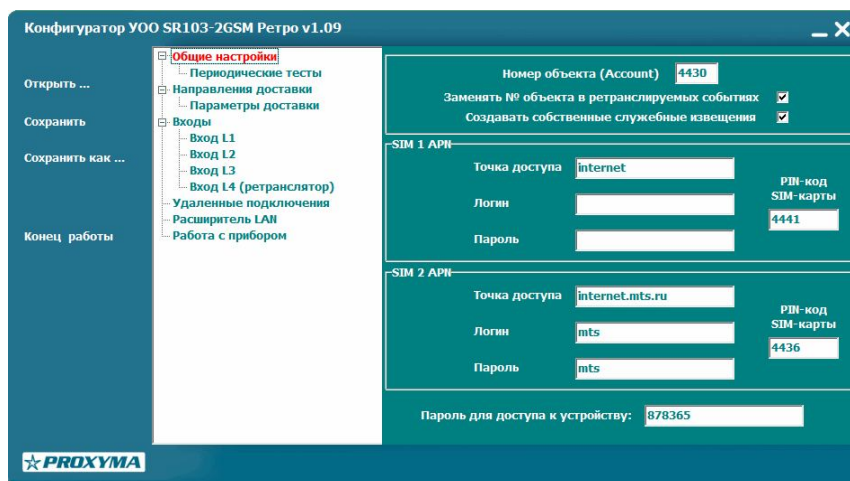 Конфигуратор УОО SR103-2GSM Ретро v1.09
Открыть ...
Сохранить
Сохранить как ...
Конец работы
Общие настройки
Периодические тесты
Направления доставки
Параметры доставки
Входы
Вход L1
Вход L2
Вход L3
Вход L4 (ретранслятор)
Удаленные подключения
Расширитель LAN
Работа с прибором
Номер объекта (Account) 4430
Заменять № объекта в ретранслируемых событиях
Создавать собственные служебные извещения
SIM 1 APN
Точка доступа internet
Логин
Пароль
PIN-код
SIM-карты
4441
SIM 2 APN
Точка доступа internet.mts.ru
Логин mts
Пароль mts
PIN-код
SIM-карты
4436
Пароль для доступа к устройству: 878365
PROXYMA